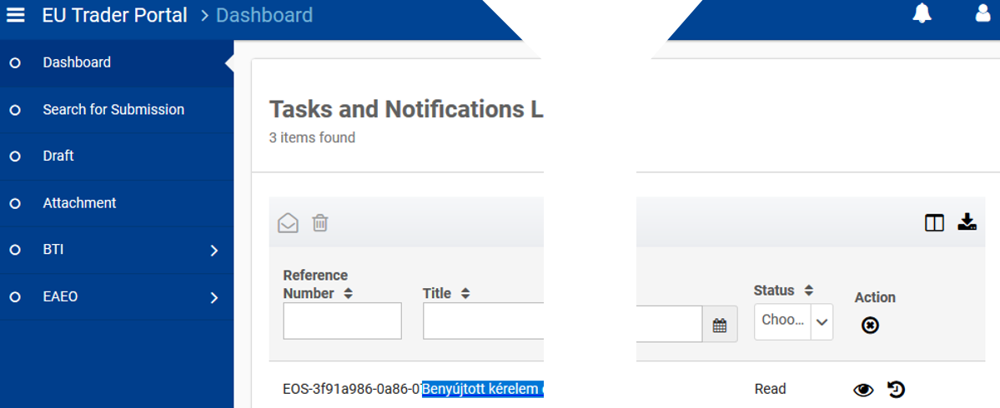 EU Trader Portal > Dashboard
Dashboard
Search for Submission
Draft
Attachment
BTI
EAEO
Tasks and Notifications L
3 items found
Reference
Number
Title
Status
Action
Choo...
EOS-3f91a986-0a86-0 Benyújtott kérelem
Read